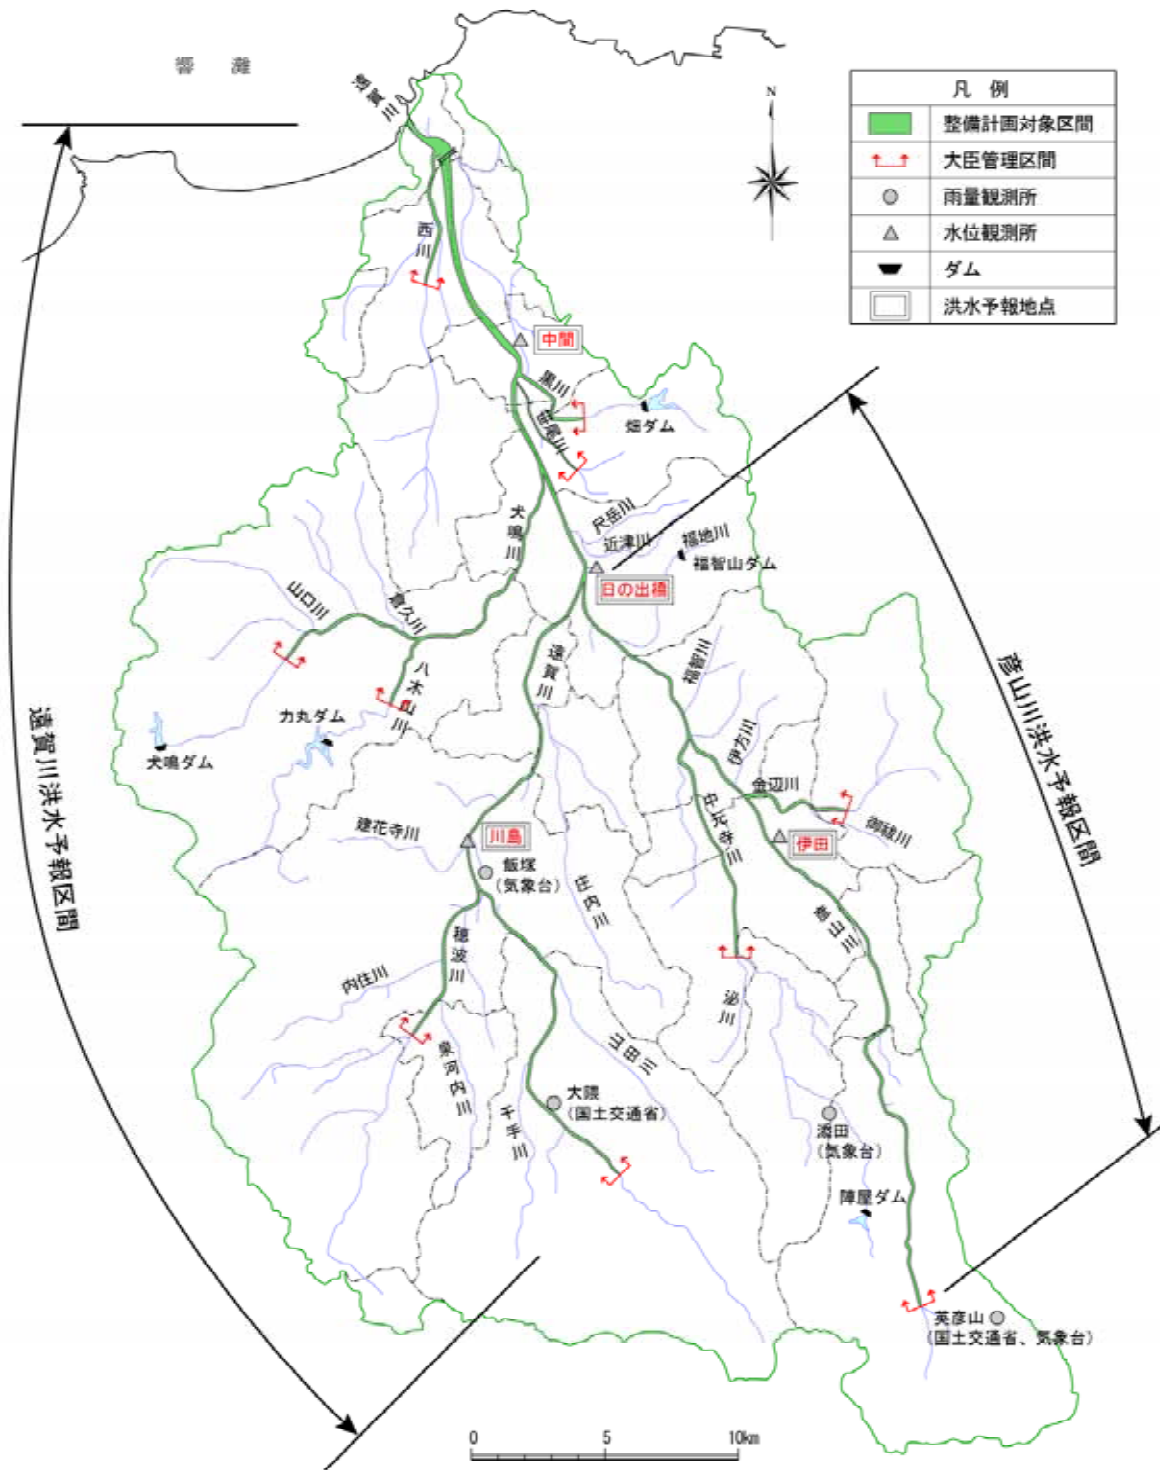 響 灘
遠賀川
凡 例
整備計画対象区間
大臣管理区間
雨量観測所
水位観測所
ダム
洪水予報地点
N
西川
中間
黒川
笹尾川
畑ダム
尺岳川
近津川
福地川
福智山ダム
日の出橋
犬鳴川
山口川
倉久川
八木山川
遠賀川
福智川
力丸ダム
犬鳴ダム
伊方川
金辺川
御祓川
建花寺川
川島
飯塚
(気象台)
中元寺川
伊田
庄内川
彦山川
穂波川
内住川
泌川
山田川
泉河内川
千手川
大隈
(国土交通省)
添田
(気象台)
陣屋ダム
英彦山
(国土交通省、気象台)
遠賀川洪水予報区間
彦山川洪水予報区間
0 5 10km